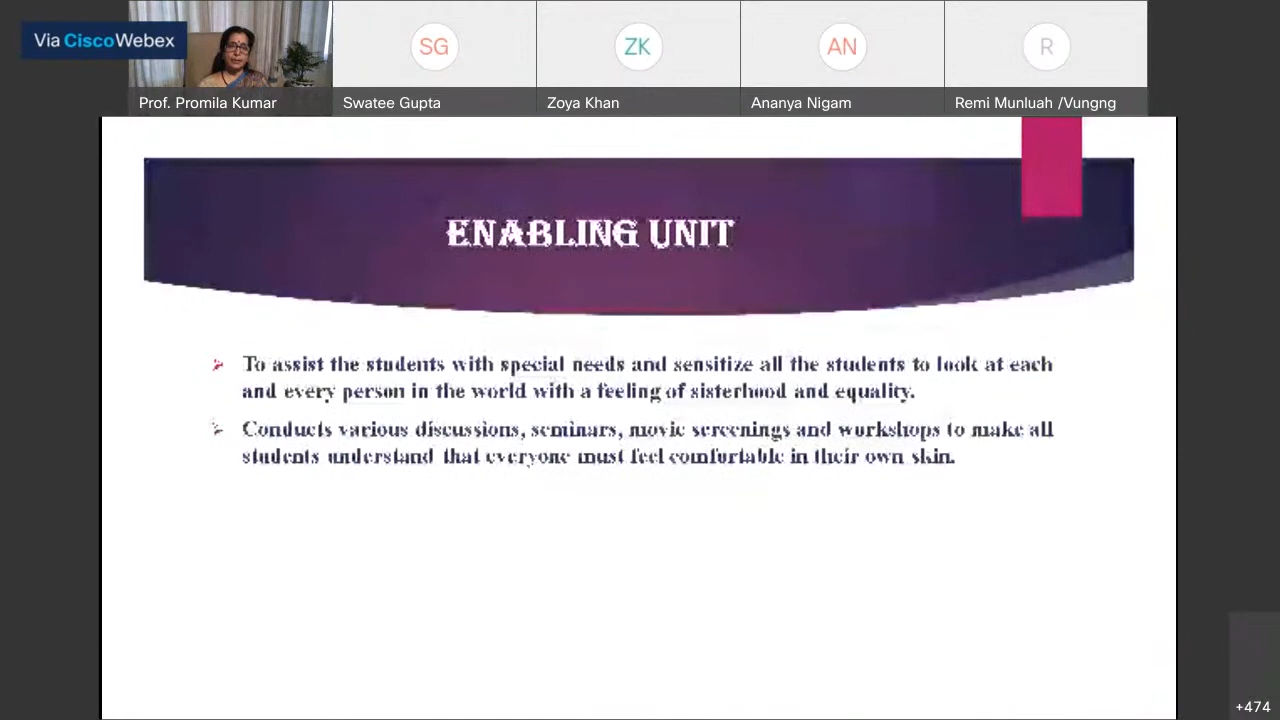 Via Cisco Webex
SG
ZK
AN
R
Prof. Promila Kumar
Swatee Gupta
Zoya Khan
Ananya Nigam
Remi Munluah /Vungng
ENABLING UNIT
To assist the students with special needs and sensitize all the students to look at each
and every person in the world with a feeling of sisterhood and equality.
Conducts various discussions, seminars, movie screenings and workshops to make all
students understand that everyone must feel comfortable in their own skin.
+474